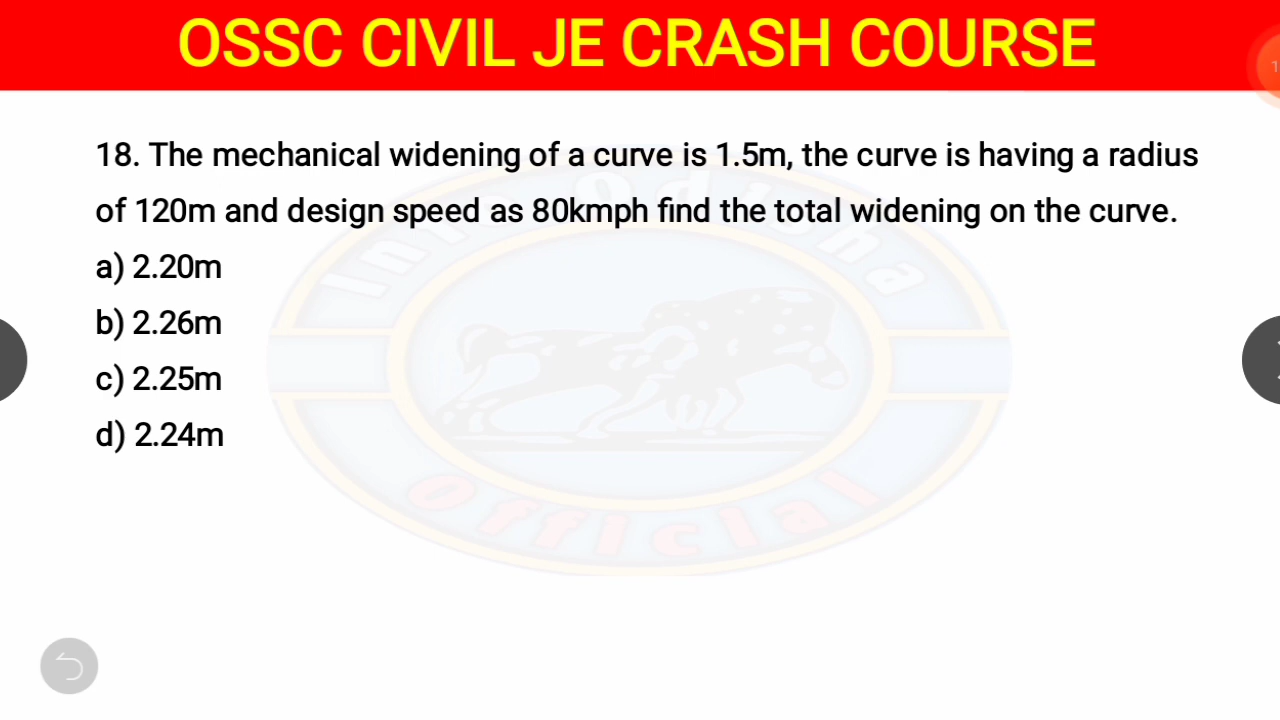 OSSC CIVIL JE CRASH COURSE
18. The mechanical widening of a curve is 1.5m, the curve is having a radius
of 120m and design speed as 80kmph find the total widening on the curve.
a) 2.20m
b) 2.26m
c) 2.25m
d) 2.24m
Official